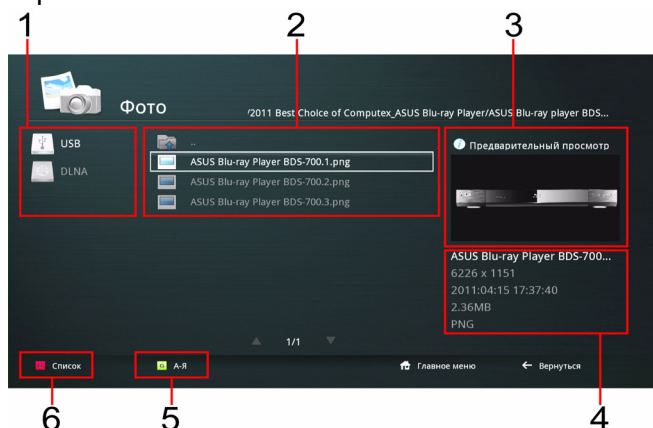 1 2 3
Фото
/2011 Best Choice of Computex_ASUS Blu-ray Player/ASUS Blu-ray player BDS...
USB
DLNA
..
ASUS Blu-ray Player BDS-700.1.png
ASUS Blu-ray Player BDS-700.2.png
ASUS Blu-ray Player BDS-700.3.png
Предварительный просмотр
ASUS Blu-ray Player BDS-700...
6226 x 1151
2011:04:15 17:37:40
2.36MB
PNG
1/1
Список
А-Я
Главное меню
Вернуться
6 5 4